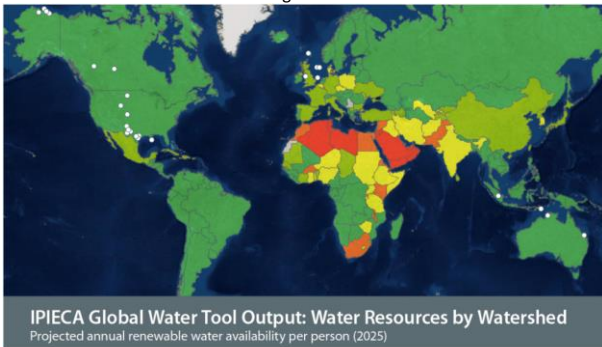 IPIECA Global Water Tool Output: Water Resources by Watershed
Projected annual renewable water availability per person (2025)